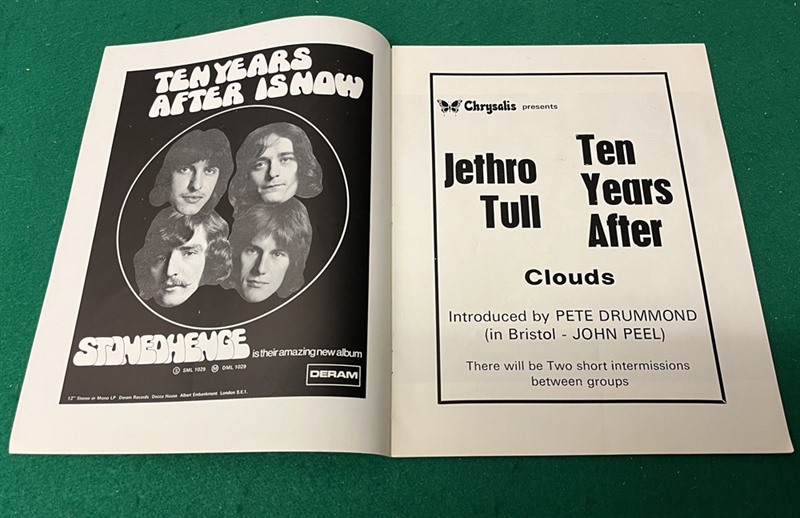 TEN YEARS
AFTER IS NOW
STONEDHENGE is their amazing new album
Ⓢ SML 1029 Ⓜ DML 1029
DERAM
12" Stereo or Mono LP Deram Records Decca House Albert Embankment London S.E.1.
Chrysalis presents
Jethro
Tull
Ten
Years
After
Clouds
Introduced by PETE DRUMMOND
(in Bristol - JOHN PEEL)
There will be Two short intermissions
between groups